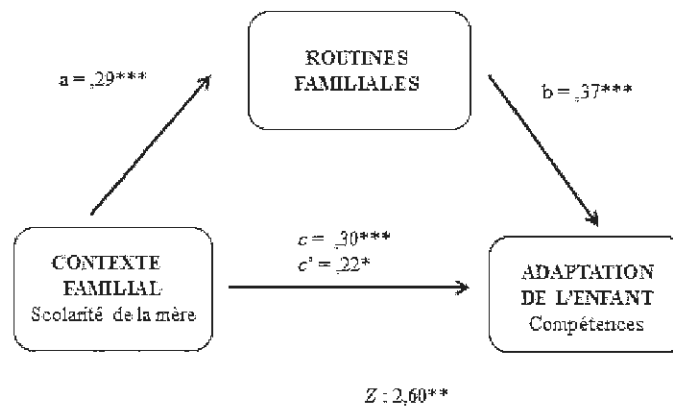 ROUTINES
FAMILIALES
a = ,29***
b = ,37***
c = ,30***
c' = ,22*
CONTEXTE
FAMILIAL
Scolarité de la mère
ADAPTATION
DE L'ENFANT
Compétences
Z : 2,60**